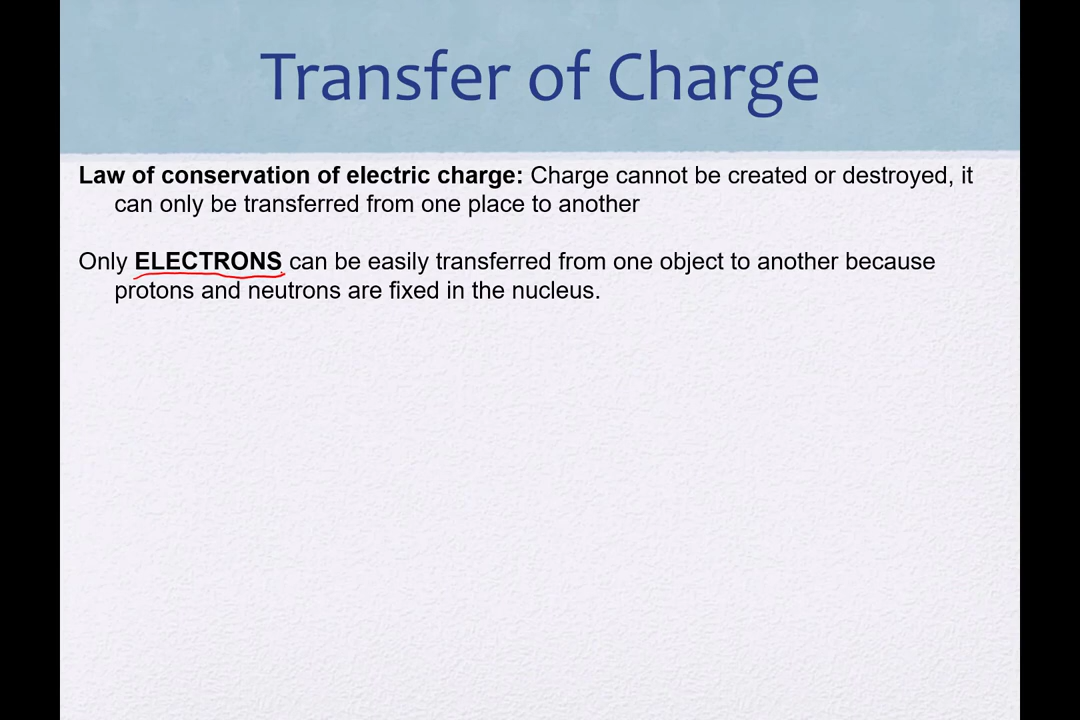 Transfer of Charge
Law of conservation of electric charge: Charge cannot be created or destroyed, it
can only be transferred from one place to another
Only ELECTRONS can be easily transferred from one object to another because
protons and neutrons are fixed in the nucleus.